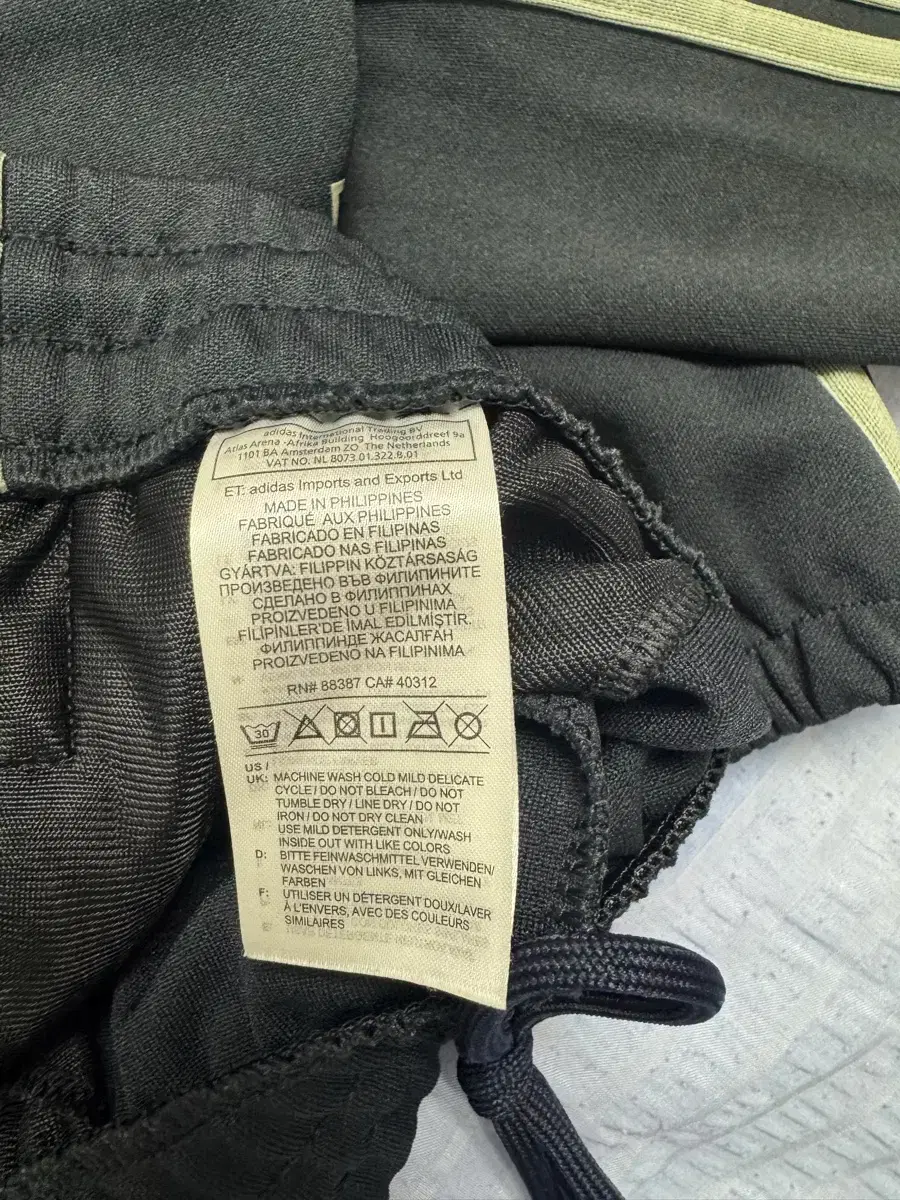 adidas International Trading BV
Atlas Arena - Afrika Building Hoogoorddreef 9a
1101 BA Amsterdam ZO The Netherlands
VAT NO. NL 8073.01.322.B.01
ET: adidas Imports and Exports Ltd
MADE IN PHILIPPINES
FABRIQUÉ AUX PHILIPPINES
FABRICADO EN FILIPINAS
FABRICADO NAS FILIPINAS
GYÁRTVA: FILIPPIN KÖZTÁRSASÁG
ПРОИЗВЕДЕНО ВЪВ ФИЛИПИНИТЕ
СДЕЛАНО В ФИЛИППИНАХ
PROIZVEDENO U FILIPINIMA
FİLİPİNLER'DE İMAL EDİLMİŞTİR.
ФИЛИППИНДЕ ЖАСАЛҒАН
PROIZVEDENO NA FILIPINIMA
RN# 88387 CA# 40312
30
US /
UK: MACHINE WASH COLD MILD DELICATE
CYCLE / DO NOT BLEACH / DO NOT
TUMBLE DRY / LINE DRY / DO NOT
IRON / DO NOT DRY CLEAN
USE MILD DETERGENT ONLY/WASH
INSIDE OUT WITH LIKE COLORS
D: BITTE FEINWASCHMITTEL VERWENDEN/
WASCHEN VON LINKS, MIT GLEICHEN
FARBEN
F: UTILISER UN DÉTERGENT DOUX/LAVER
À L'ENVERS, AVEC DES COULEURS
SIMILAIRES